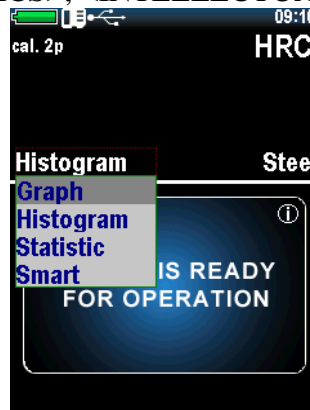 09:10
cal. 2p HRC
Histogram Stee
Graph
Histogram
Statistic
Smart
IS READY
FOR OPERATION